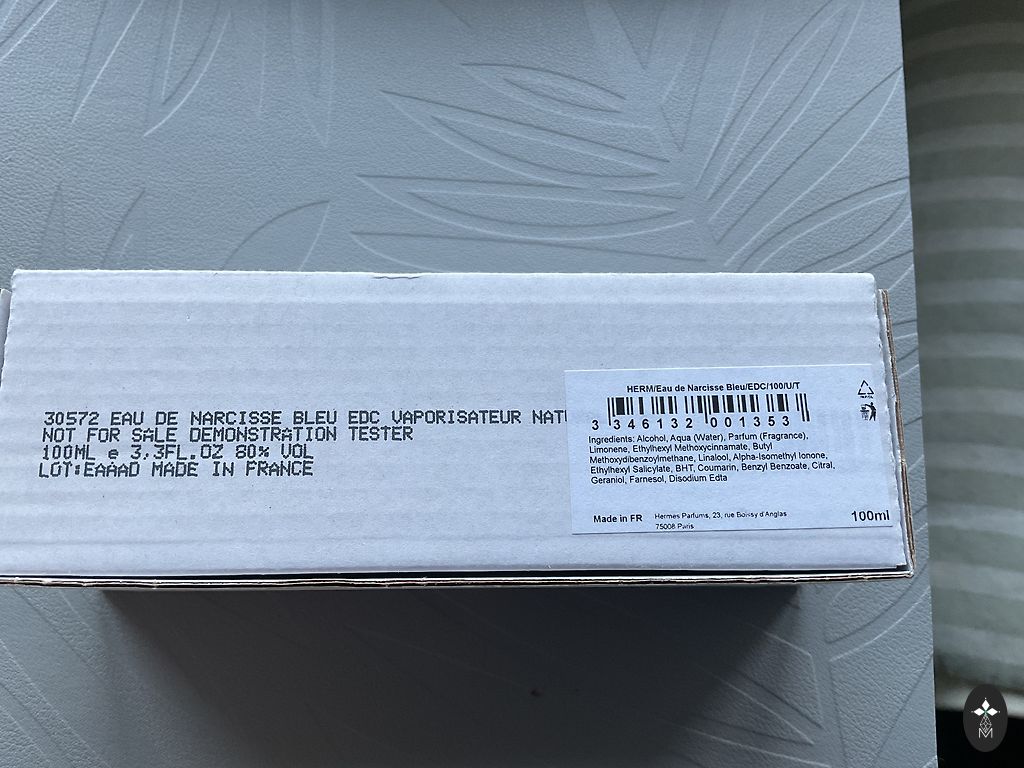 30572 EAU DE NARCISSE BLEU EDC VAPORISATEUR NAT
NOT FOR SALE DEMONSTRATION TESTER
100ML e 3,3FL.OZ 80% VOL
LOT:EAAAD MADE IN FRANCE
HERM/Eau de Narcisse Bleu/EDC/100/U/T
3 346132 001353
Ingredients: Alcohol, Aqua (Water), Parfum (Fragrance),
Limonene, Ethylhexyl Methoxycinnamate, Butyl
Methoxydibenzoylmethane, Linalool, Alpha-Isomethyl Ionone,
Ethylhexyl Salicylate, BHT, Coumarin, Benzyl Benzoate, Citral,
Geraniol, Farnesol, Disodium Edta
Made in FR
Hermes Parfums, 23, rue Boissy d'Anglas
75008 Paris
100ml
M